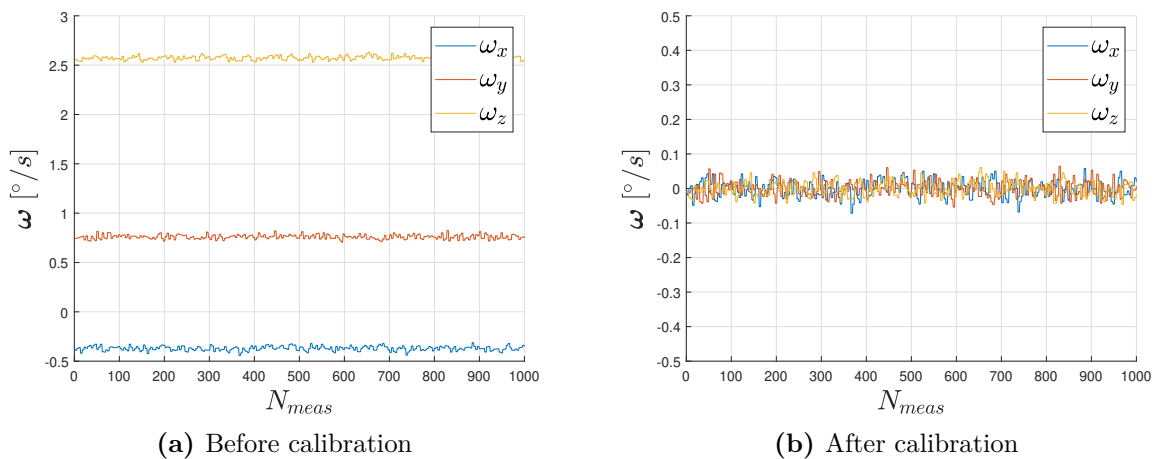 3
2.5
2
1.5
1
0.5
0
-0.5
ω [°/s]
0 100 200 300 400 500 600 700 800 900 1000
N_meas
ω_x
ω_y
ω_z
(a) Before calibration
0.5
0.4
0.3
0.2
0.1
0
-0.1
-0.2
-0.3
-0.4
-0.5
ω [°/s]
0 100 200 300 400 500 600 700 800 900 1000
N_meas
ω_x
ω_y
ω_z
(b) After calibration